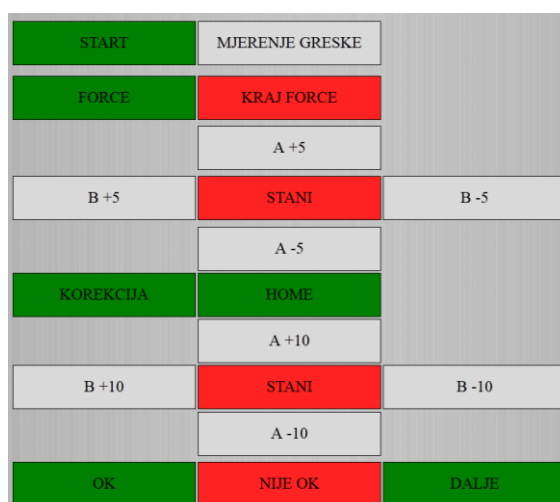 START
MJERENJE GRESKE
FORCE
KRAJ FORCE
A +5
B +5
STANI
B -5
A -5
KOREKCIJA
HOME
A +10
B +10
STANI
B -10
A -10
OK
NIJE OK
DALJE